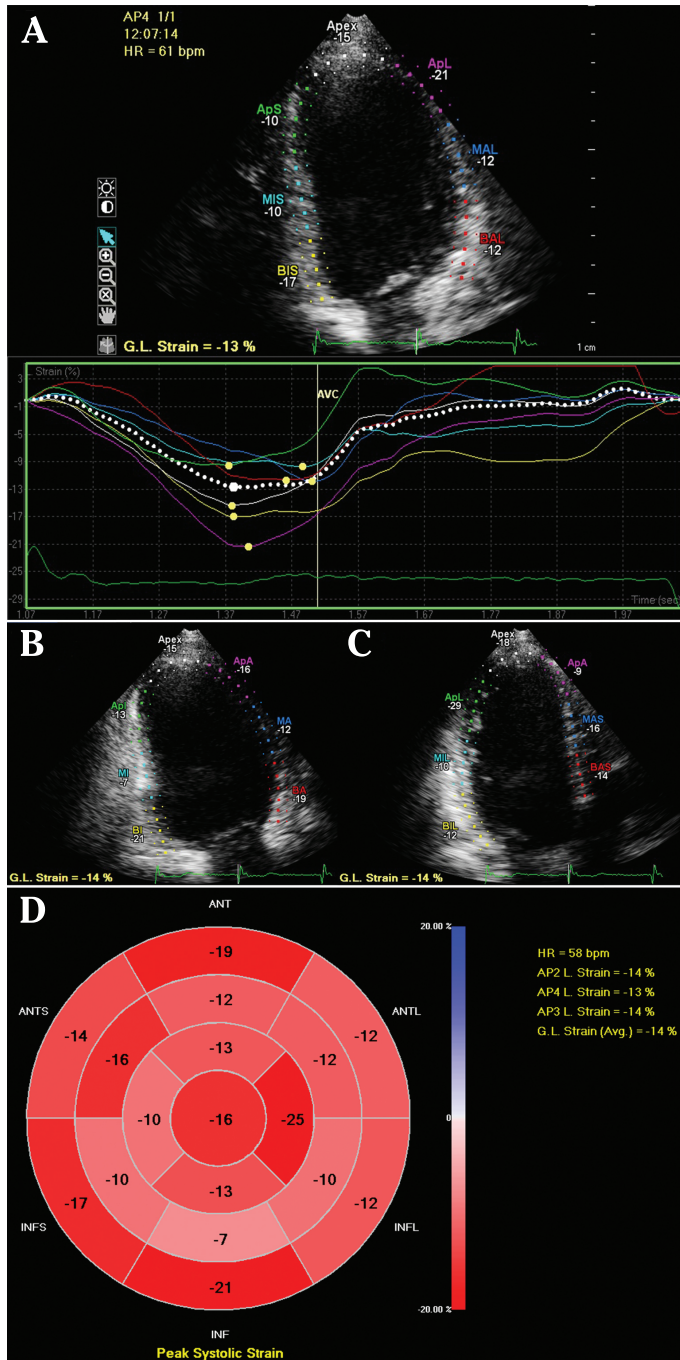 A
AP4 1/1
12:07:14
HR = 61 bpm
Apex
-15
ApL
-21
ApS
-10
MAL
-12
MIS
-10
BAL
-12
BIS
-17
G.L. Strain = -13 %
1 cm
Strain (%)
AVC
3
-5
-9
-13
-17
-21
-25
-29
Time (sec)
1.07 1.17 1.27 1.37 1.47 1.57 1.67 1.77 1.87 1.97
B
Apex
-15
ApA
-16
ApI
-13
MA
-12
MI
-7
BA
-19
BI
-21
G.L. Strain = -14 %
C
Apex
-18
ApA
-9
ApL
-29
MAS
-16
MIL
-10
BAS
-14
BIL
-12
G.L. Strain = -14 %
D
ANT
ANTS
ANTL
INFS
INFL
INF
-19
-14
-12
-12
-16
-12
-13
-10
-16
-25
-10
-13
-10
-17
-7
-12
-21
20.00 %
0
-20.00 %
HR = 58 bpm
AP2 L. Strain = -14 %
AP4 L. Strain = -13 %
AP3 L. Strain = -14 %
G.L. Strain (Avg.) = -14 %
Peak Systolic Strain